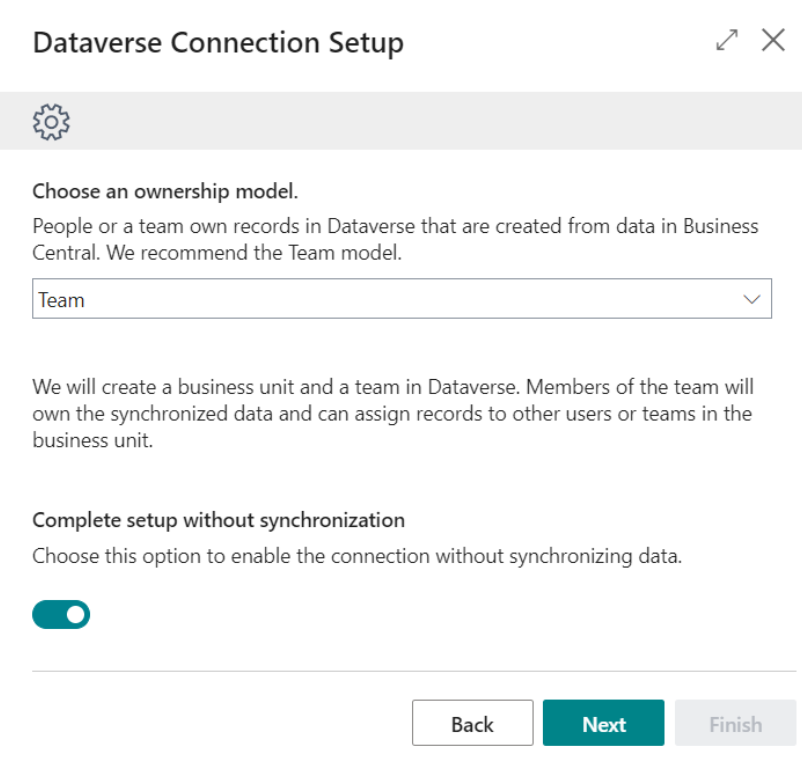 Dataverse Connection Setup
Choose an ownership model.
People or a team own records in Dataverse that are created from data in Business
Central. We recommend the Team model.
Team
We will create a business unit and a team in Dataverse. Members of the team will
own the synchronized data and can assign records to other users or teams in the
business unit.
Complete setup without synchronization
Choose this option to enable the connection without synchronizing data.
Back
Next
Finish